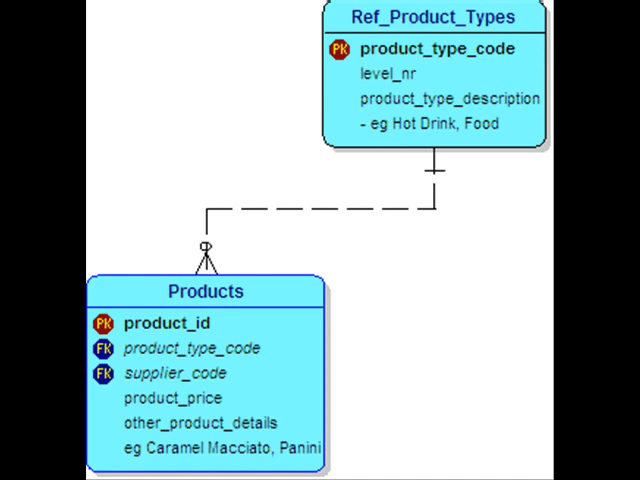 Ref_Product_Types
PK product_type_code
level_nr
product_type_description
- eg Hot Drink, Food
Products
PK product_id
FK product_type_code
FK supplier_code
product_price
other_product_details
eg Caramel Macciato, Panini